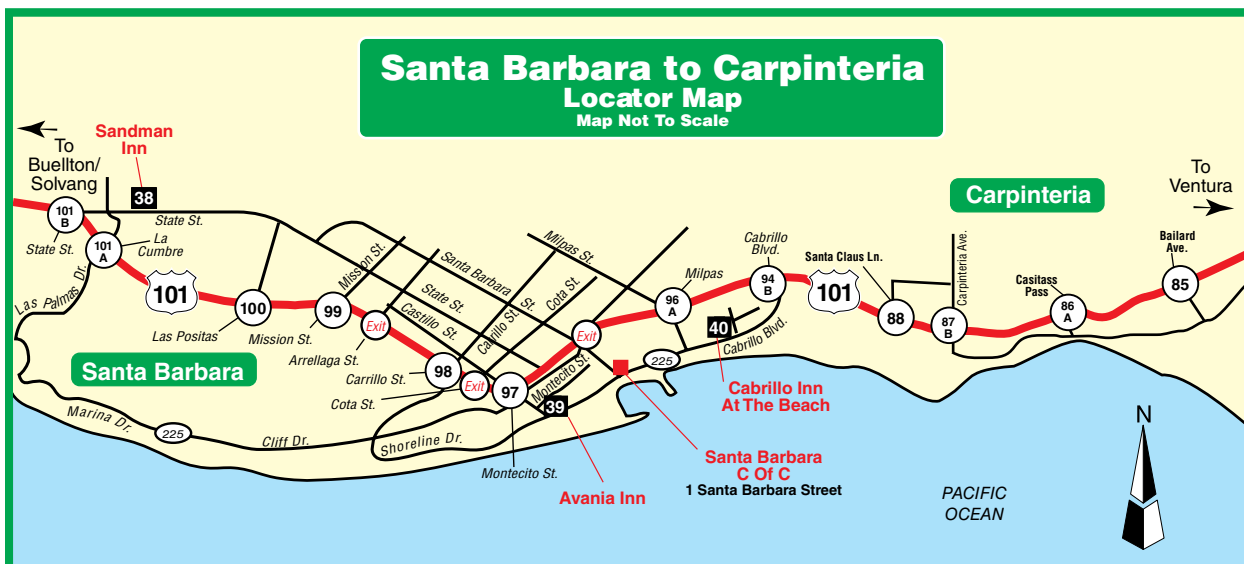 Santa Barbara to Carpinteria
Locator Map
Map Not To Scale
To
Buellton/
Solvang
Sandman
Inn
38
101
B
State St.
State St.
101
A
La
Cumbre
Las Palmas Dr.
101
100
Las Positas
99
Mission St.
Mission St.
Exit
Arrellaga St.
Santa Barbara St.
State St.
Castillo St.
Carrillo St.
Cota St.
Milpas St.
98
Carrillo St.
Exit
Cota St.
97
Montecito St.
Montecito St.
Exit
96
A
Milpas
94
B
Cabrillo
Blvd.
101
Santa Claus Ln.
88
87
B
Carpinteria Ave.
Casitass
Pass
86
A
Bailard
Ave.
85
To
Ventura
Carpinteria
Santa Barbara
Marina Dr.
225
Cliff Dr.
Shoreline Dr.
39
Avania Inn
225
40
Cabrillo Blvd.
Cabrillo Inn
At The Beach
Santa Barbara
C Of C
1 Santa Barbara Street
PACIFIC
OCEAN
N